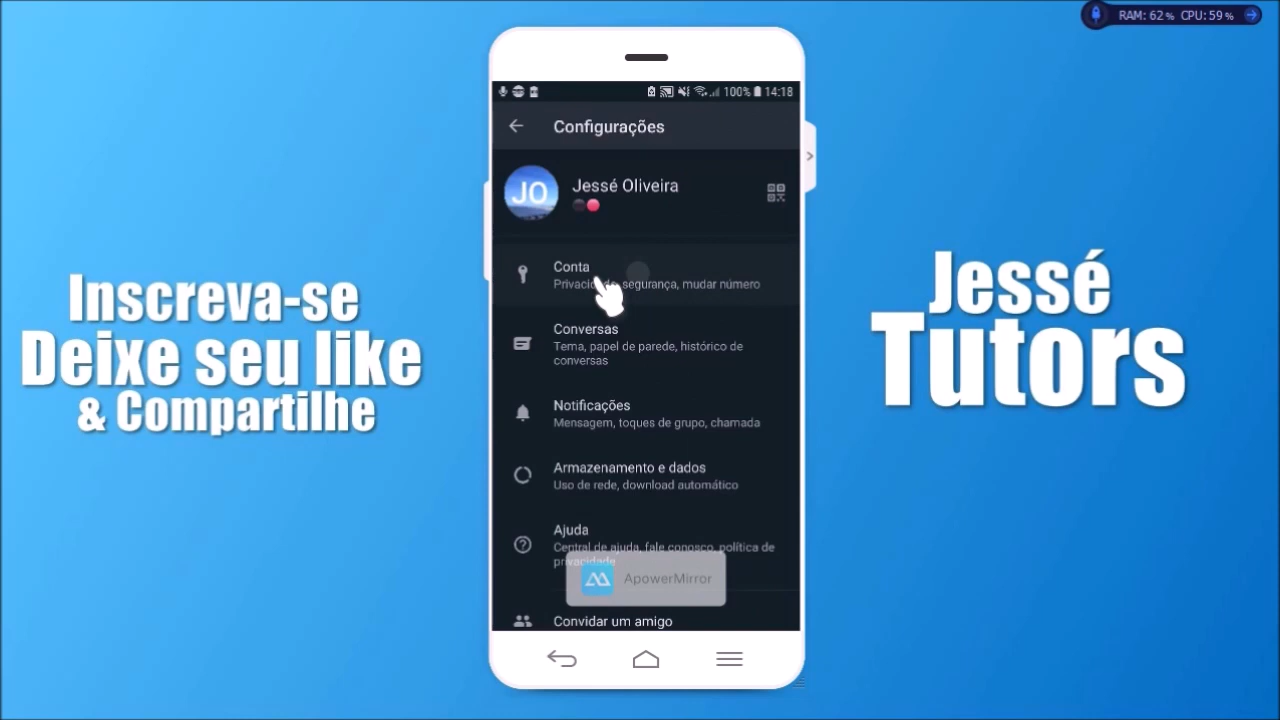 RAM: 62% CPU: 59%
100% 14:18
Configurações
JO
Jessé Oliveira
Conta
segurança, mudar número
Conversas
Tema, papel de parede, histórico de
conversas
Notificações
Mensagem, toques de grupo, chamada
Armazenamento e dados
Uso de rede, download automático
Ajuda
Central de ajuda, fale conosco, política de
privacidade
ApowerMirror
Convidar um amigo
Inscreva-se
Deixe seu like
& Compartilhe
Jessé
Tutors